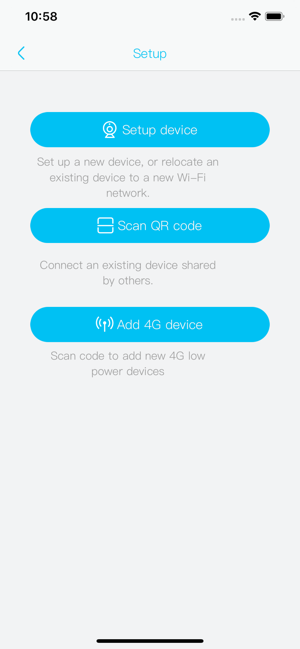 10:58
Setup
Setup device
Set up a new device, or relocate an
existing device to a new Wi-Fi
network.
Scan QR code
Connect an existing device shared
by others.
Add 4G device
Scan code to add new 4G low
power devices